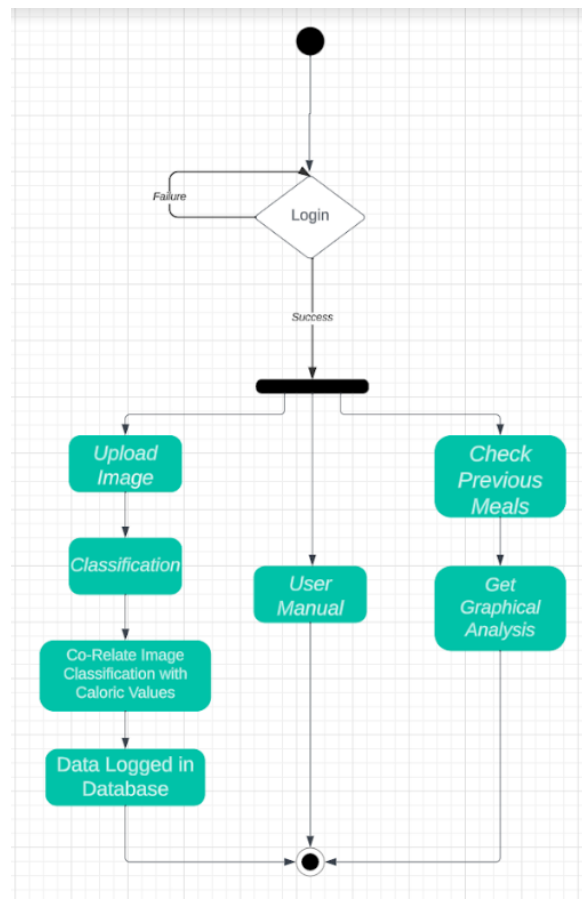 Failure
Login
Success
Upload
Image
Check
Previous
Meals
Classification
User
Manual
Get
Graphical
Analysis
Co-Relate Image
Classification with
Caloric Values
Data Logged in
Database